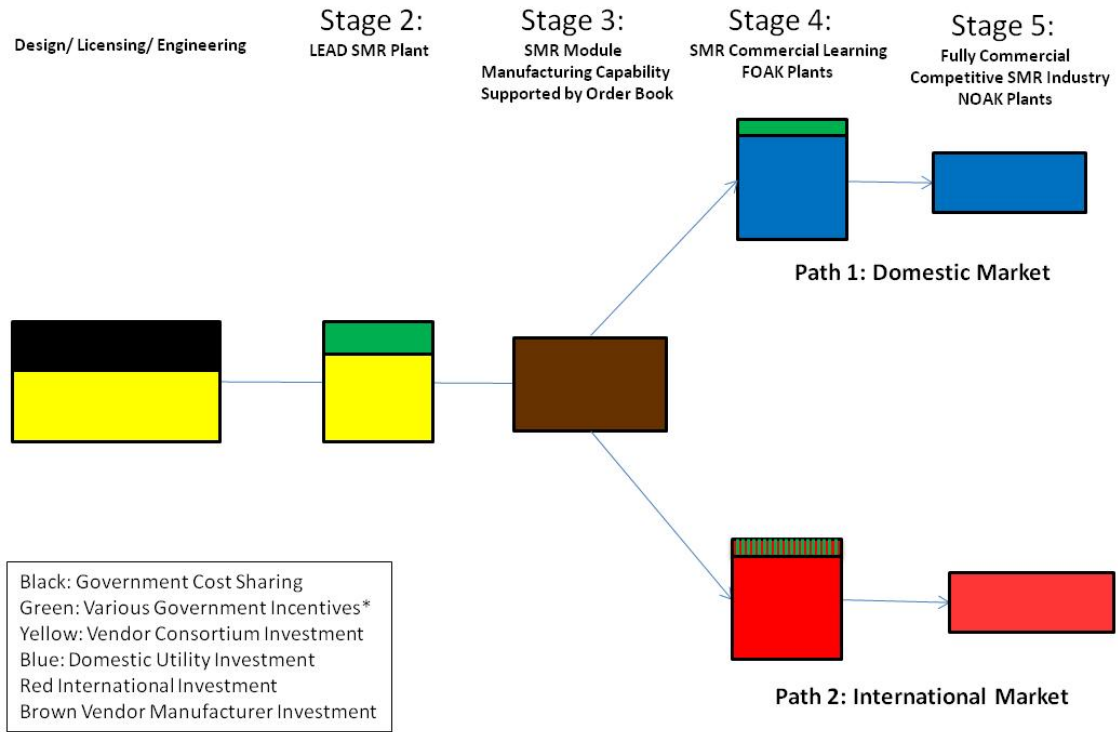 Design/ Licensing/ Engineering
Stage 2:
LEAD SMR Plant
Stage 3:
SMR Module
Manufacturing Capability
Supported by Order Book
Stage 4:
SMR Commercial Learning
FOAK Plants
Stage 5:
Fully Commercial
Competitive SMR Industry
NOAK Plants
Path 1: Domestic Market
Black: Government Cost Sharing
Green: Various Government Incentives*
Yellow: Vendor Consortium Investment
Blue: Domestic Utility Investment
Red International Investment
Brown Vendor Manufacturer Investment
Path 2: International Market